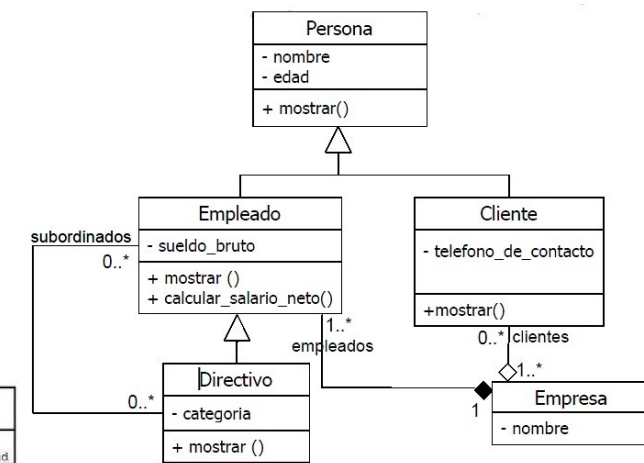 Persona
- nombre
- edad
+ mostrar()
Empleado
- sueldo_bruto
+ mostrar ()
+ calcular_salario_neto()
Cliente
- telefono_de_contacto
+mostrar()
subordinados
0..*
1..*
empleados
0..* clientes
1..*
Directivo
- categoria
+ mostrar ()
0..*
1
Empresa
- nombre